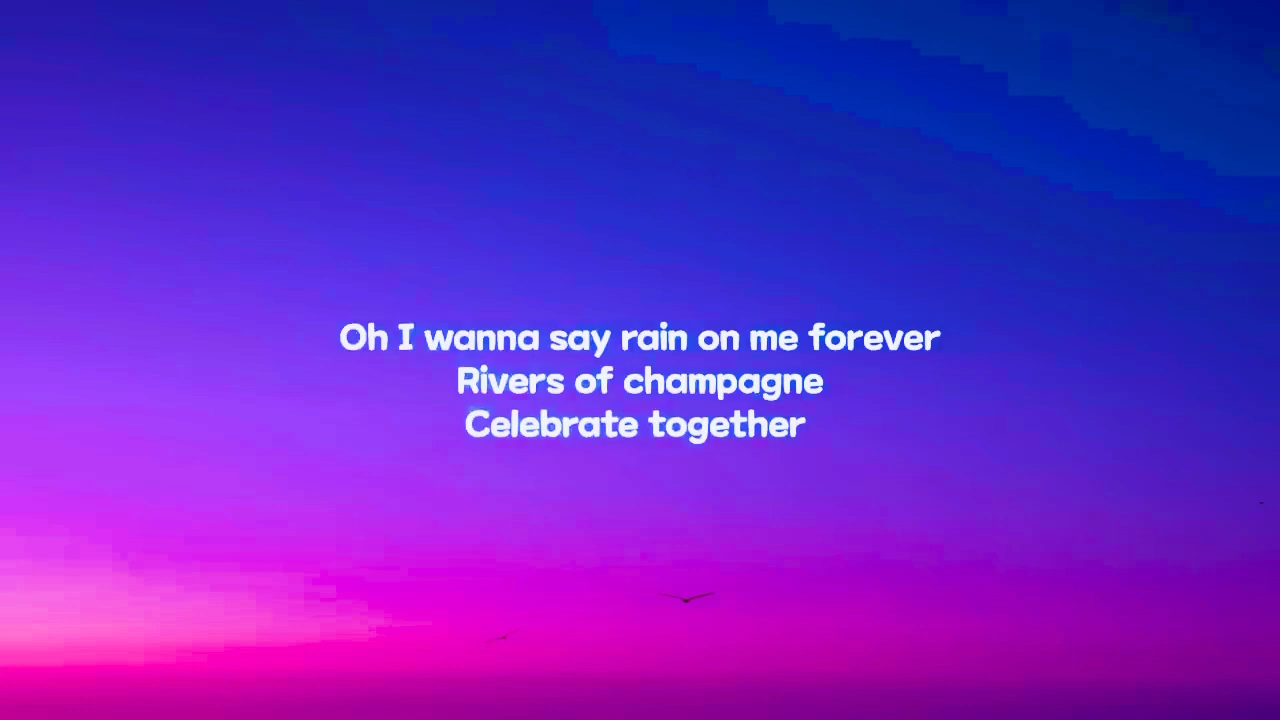 Oh I wanna say rain on me forever
Rivers of champagne
Celebrate together